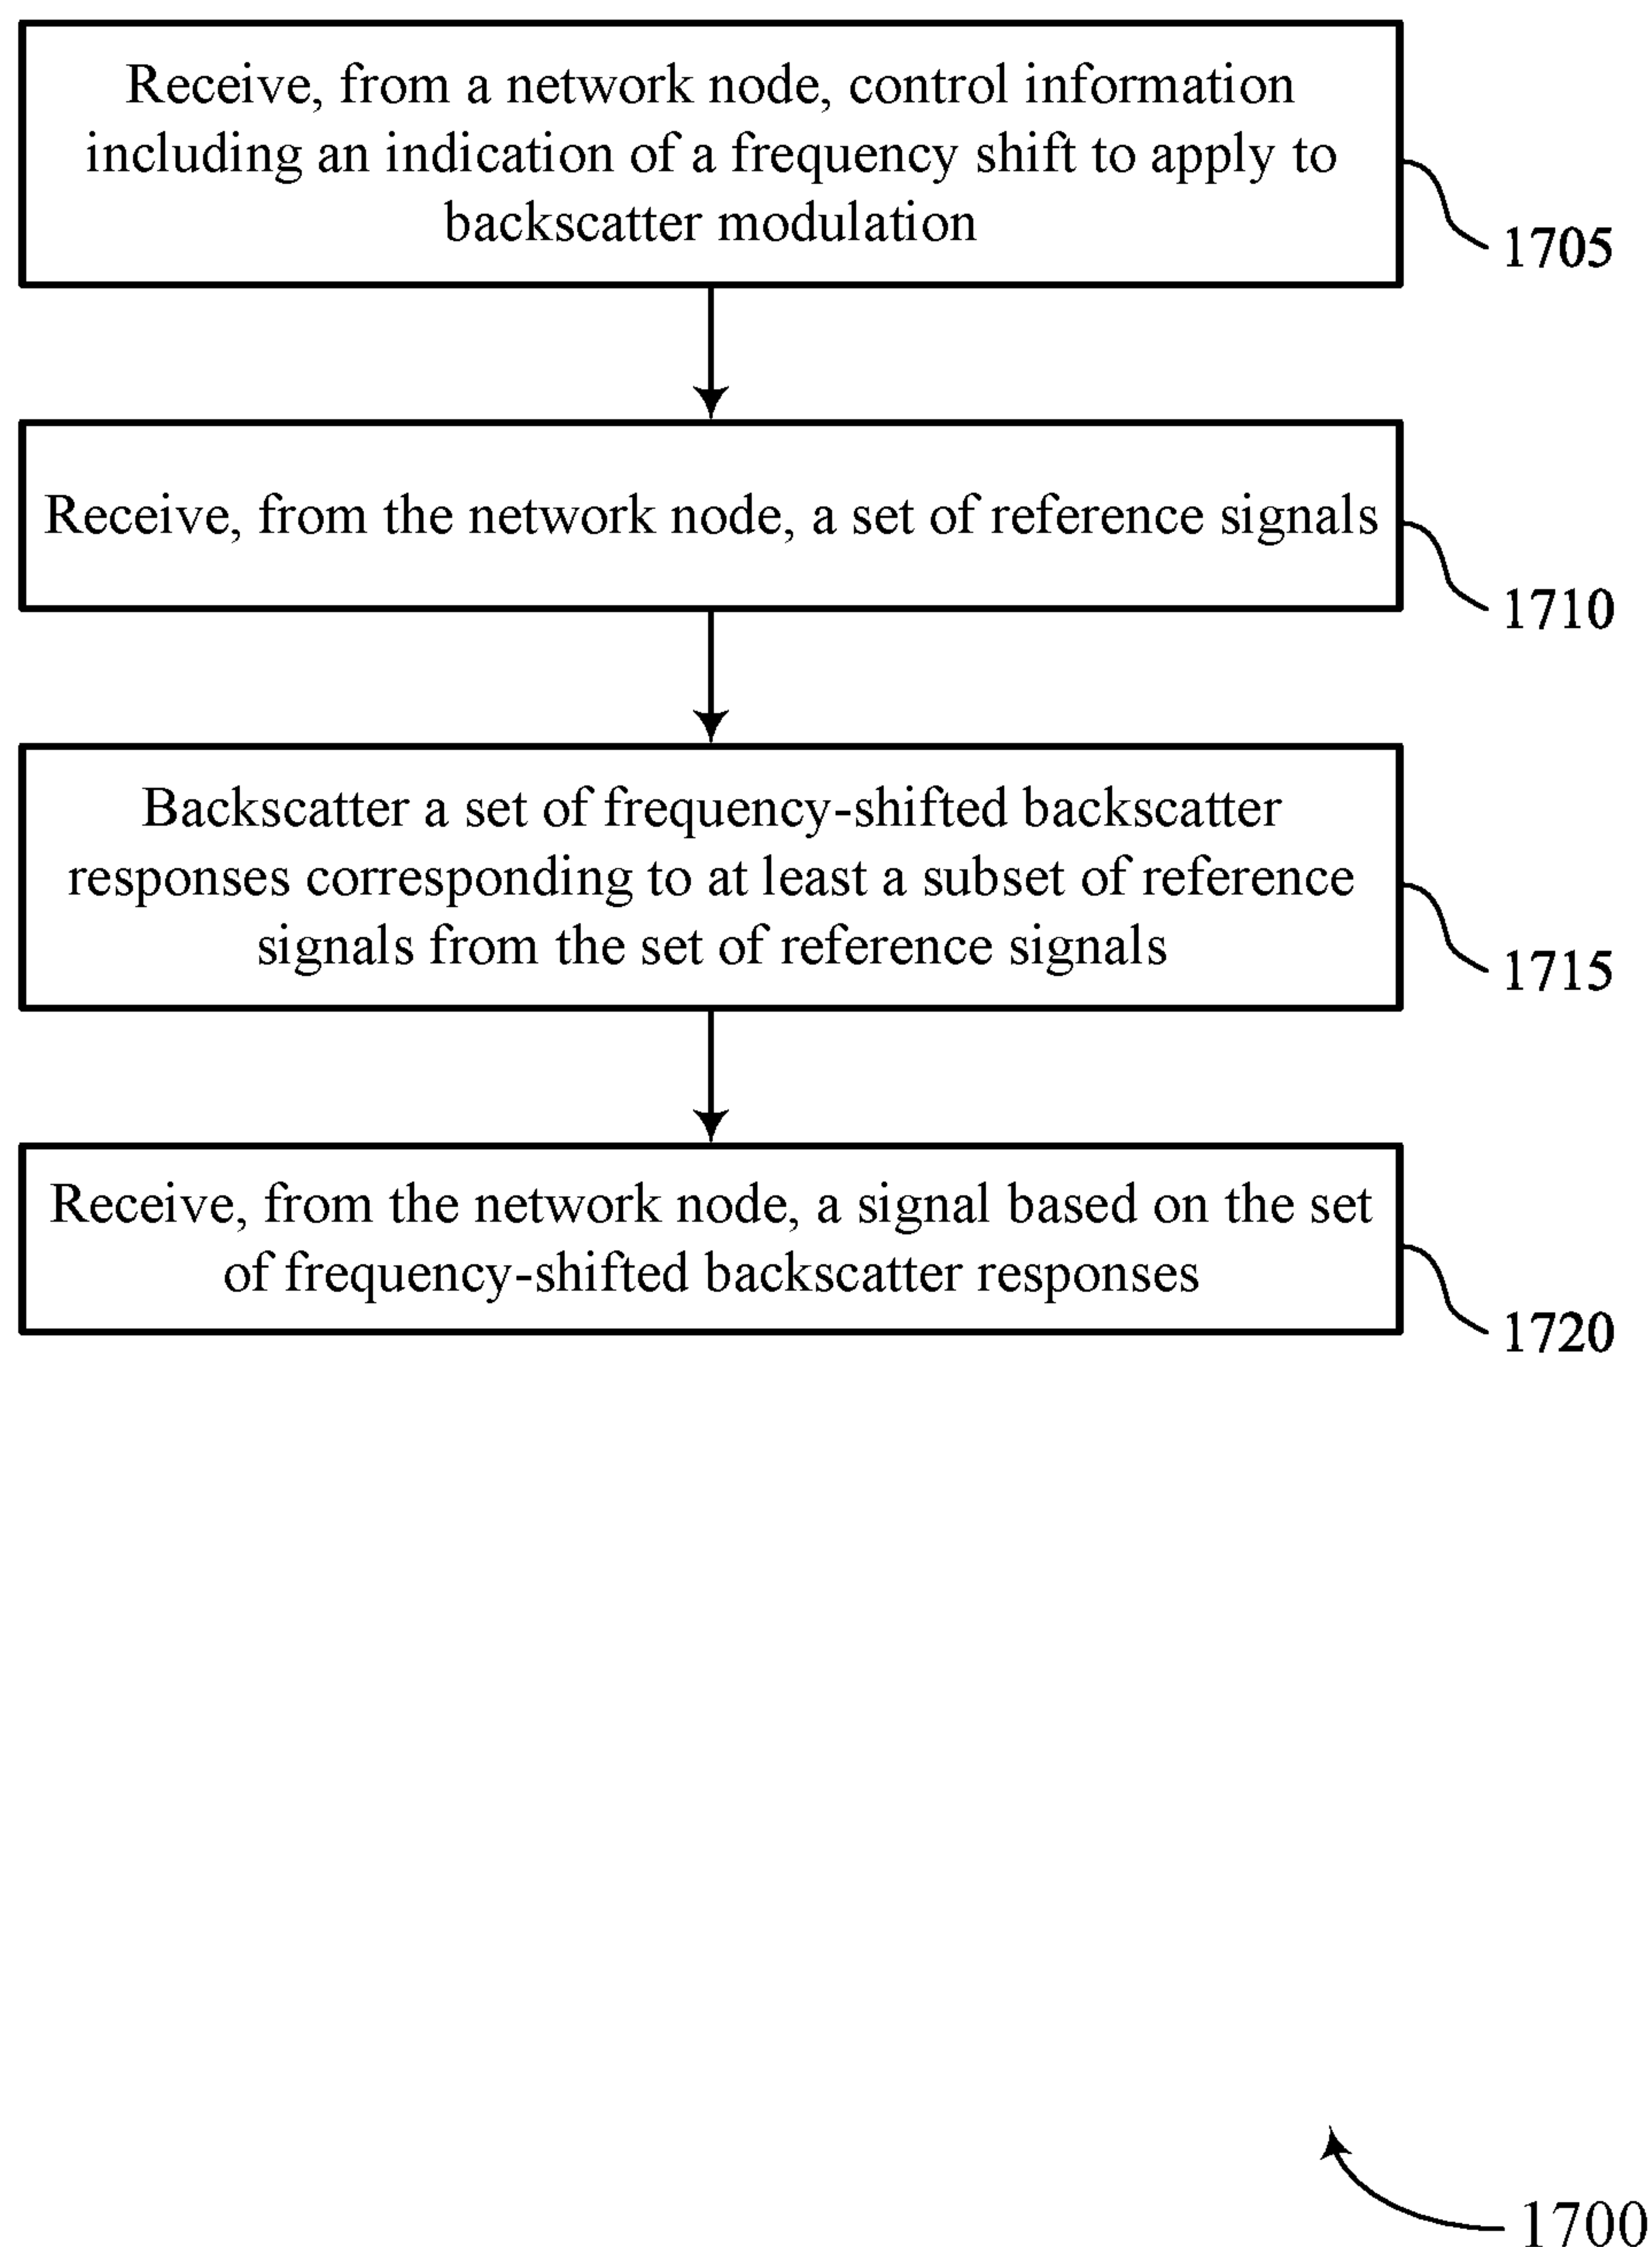 Receive, from a network node, control information
including an indication of a frequency shift to apply to
backscatter modulation
1705
Receive, from the network node, a set of reference signals
1710
Backscatter a set of frequency-shifted backscatter
responses corresponding to at least a subset of reference
signals from the set of reference signals
1715
Receive, from the network node, a signal based on the set
of frequency-shifted backscatter responses
1720
1700